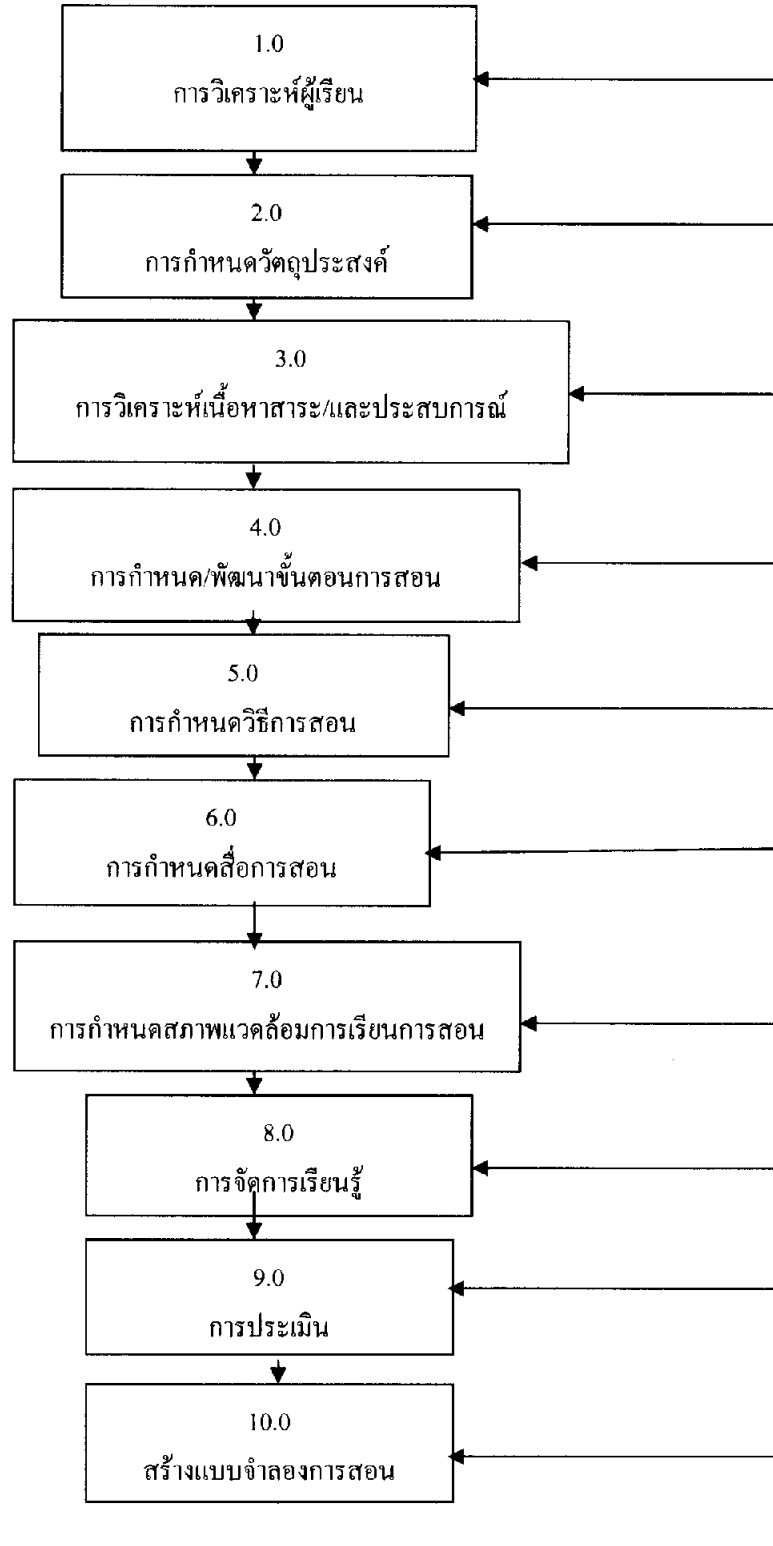 1.0
การวิเคราะห์ผู้เรียน
2.0
การกำหนดวัตถุประสงค์
3.0
การวิเคราะห์เนื้อหาสาระ/และประสบการณ์
4.0
การกำหนด/พัฒนาขั้นตอนการสอน
5.0
การกำหนดวิธีการสอน
6.0
การกำหนดสื่อการสอน
7.0
การกำหนดสภาพแวดล้อมการเรียนการสอน
8.0
การจัดการเรียนรู้
9.0
การประเมิน
10.0
สร้างแบบจำลองการสอน